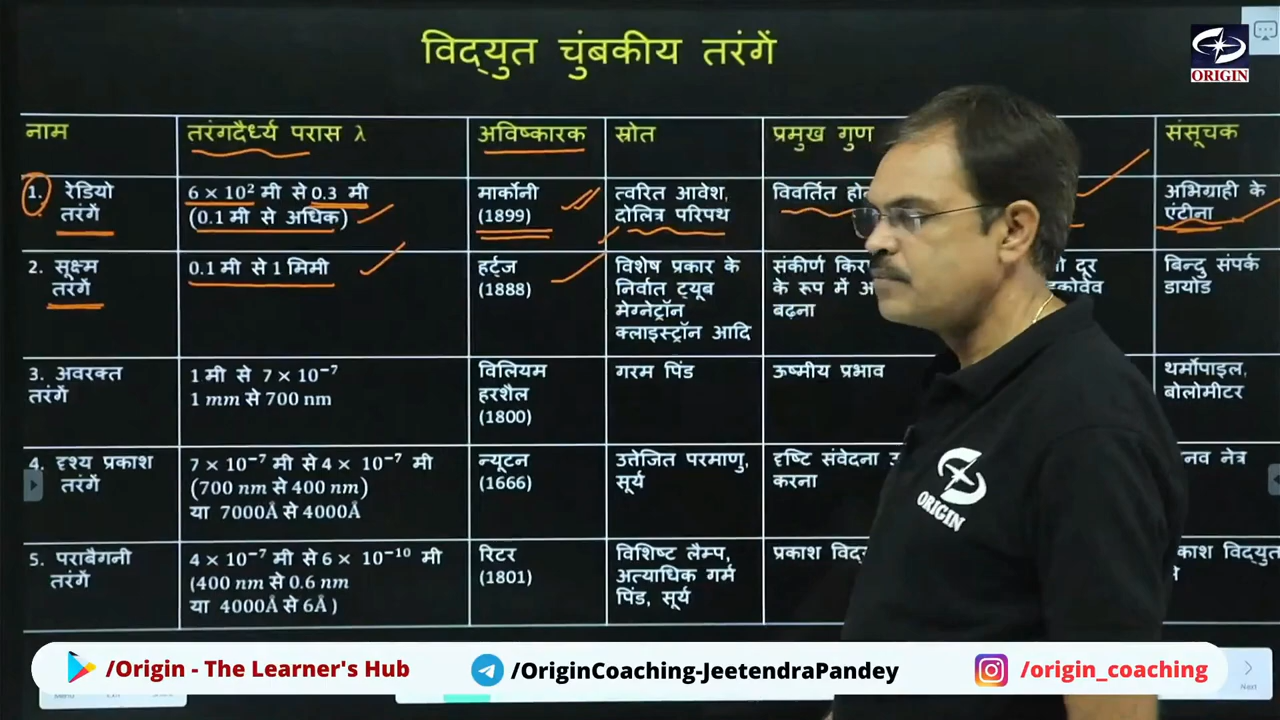 विद्युत चुंबकीय तरंगें
ORIGIN
नाम
तरंगदैर्ध्य परास λ
अविष्कारक
स्रोत
प्रमुख गुण
संसूचक
1. रेडियो
तरंगें
6 × 10² मी से 0.3 मी
(0.1 मी से अधिक)
मार्कोनी
(1899)
त्वरित आवेश,
दोलित्र परिपथ
विवर्तित
अभिग्राही के
एंटीना
2. सूक्ष्म
तरंगें
0.1 मी से 1 मिमी
हर्ट्ज
(1888)
विशेष प्रकार के
निर्वात ट्यूब
मेग्नेट्रॉन
क्लाइस्ट्रॉन आदि
संकीर्ण
के रूप में
बढ़ना
दूर
बिन्दु संपर्क
डायोड
3. अवरक्त
तरंगें
1 मी से 7 × 10⁻⁷
1 mm से 700 nm
विलियम
हरशैल
(1800)
गरम पिंड
ऊष्मीय प्रभाव
थर्मोपाइल,
बोलोमीटर
4. दृश्य प्रकाश
तरंगें
7 × 10⁻⁷ मी से 4 × 10⁻⁷ मी
(700 nm से 400 nm)
या 7000Å से 4000Å
न्यूटन
(1666)
उत्तेजित परमाणु,
सूर्य
दृष्टि संवेदना
करना
नेत्र
5. पराबैगनी
तरंगें
4 × 10⁻⁷ मी से 6 × 10⁻¹⁰ मी
(400 nm से 0.6 nm
या 4000Å से 6Å)
रिटर
(1801)
विशिष्ट लैम्प,
अत्याधिक गर्म
पिंड, सूर्य
प्रकाश
विद्युत
ORIGIN
/Origin - The Learner's Hub
/OriginCoaching-JeetendraPandey
/origin_coaching
Next